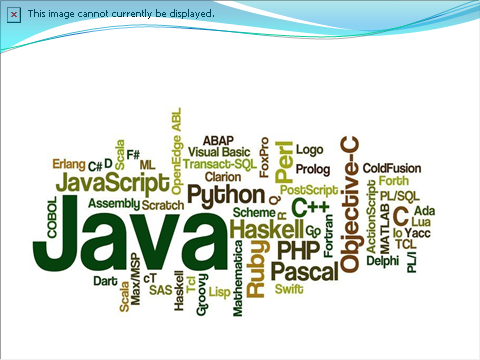 This image cannot currently be displayed.
OpenEdge ABL
ABAP
FoxPro
Perl
Logo
Objective-C
Scala
F#
Visual Basic
Erlang
C#
D
ML
Transact-SQL
Prolog
ColdFusion
JavaScript
Clarion
PostScript
Forth
Python
Q
ActionScript
MATLAB
PL/SQL
COBOL
Assembly
Scratch
Scheme
R
C++
C
Ada
Java
Haskell
Go
Fortran
Lua
Io
Yacc
Mathematica
Ruby
PHP
TCL
Pascal
Delphi
PL/I
Dart
Scala
Max/MSP
cT
SAS
Haskell
Tcl
Groovy
Lisp
Swift